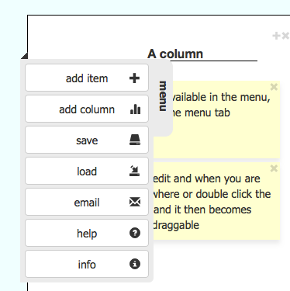 A column
add item
add column
save
load
email
help
info
menu
vailable in the menu,
ne menu tab
edit and when you are
where or double click the
and it then becomes
draggable